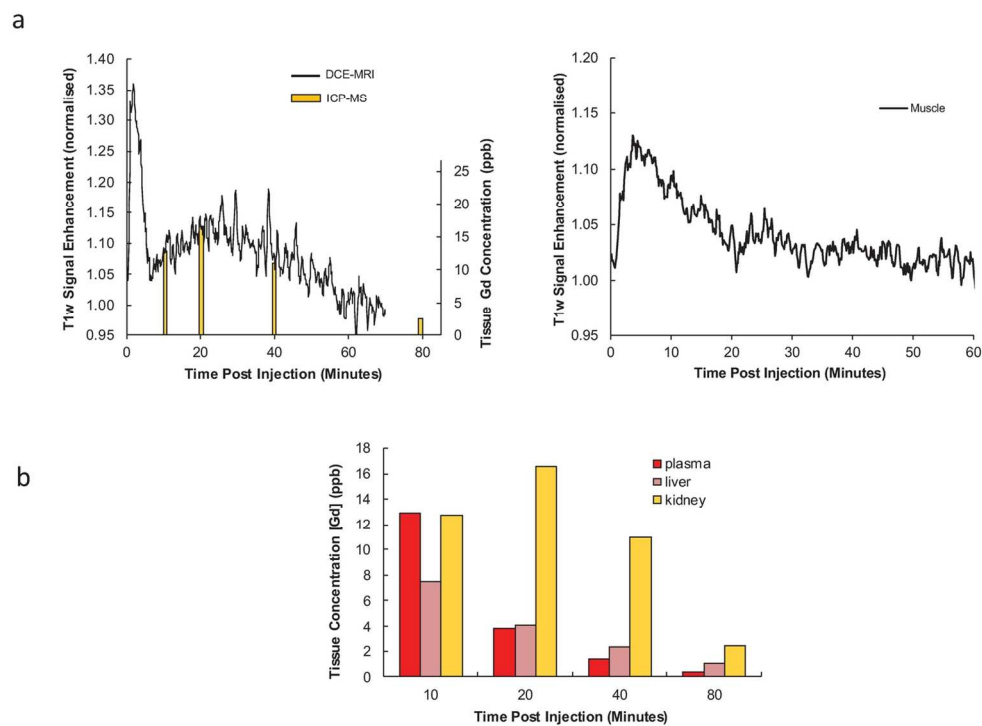 a
T1w Signal Enhancement (normalised)
1.40
1.35
1.30
1.25
1.20
1.15
1.10
1.05
1.00
0.95
DCE-MRI
ICP-MS
25
20
15
10
5
0
Tissue Gd Concentration (ppb)
0 20 40 60 80
Time Post Injection (Minutes)
T1w Signal Enhancement (normalised)
1.20
1.15
1.10
1.05
1.00
0.95
Muscle
0 10 20 30 40 50 60
Time Post Injection (Minutes)
b
Tissue Concentration [Gd] (ppb)
18
16
14
12
10
8
6
4
2
0
plasma
liver
kidney
10 20 40 80
Time Post Injection (Minutes)